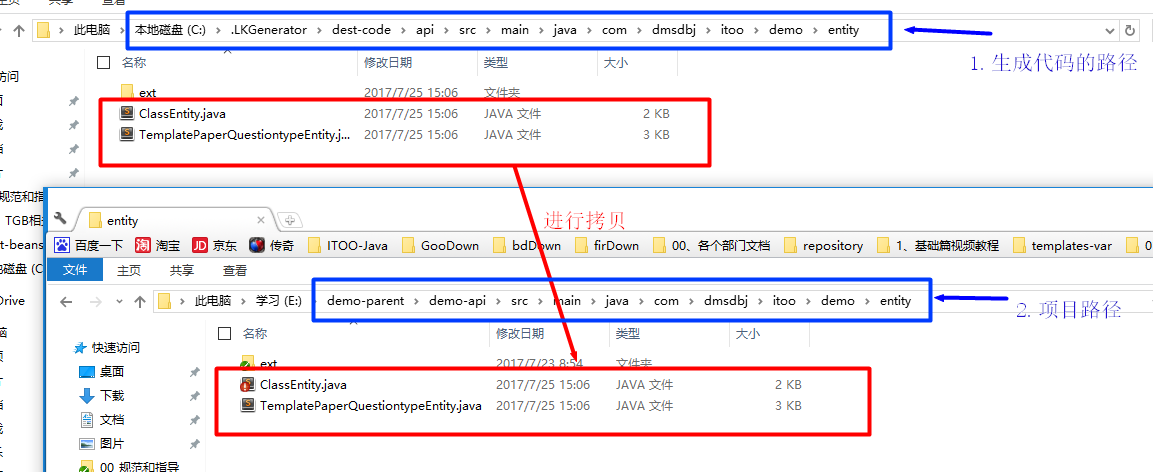 共享 查看
此电脑 本地磁盘 (C:) .LKGenerator dest-code api src main java com dmsdbj itoo demo entity
1. 生成代码的路径
名称 修改日期 类型 大小
访问
ext 2017/7/25 15:06 文件夹
ClassEntity.java 2017/7/25 15:06 JAVA 文件 2 KB
TemplatePaperQuestiontypeEntity.j... 2017/7/25 15:06 JAVA 文件 3 KB
规范和指
TGB相
t-beans
地磁盘 (C
Drive
进行拷贝
entity
百度一下 淘宝 JD 京东 传奇 ITOO-Java GooDown bdDown firDown 00、各个部门文档 repository 1、基础篇视频教程 templates-var 0
文件 主页 共享 查看
此电脑 学习 (E:) demo-parent demo-api src main java com dmsdbj itoo demo entity
2. 项目路径
名称 修改日期 类型 大小
快速访问
桌面
下载
文档
图片
00 规范和指导
ext 2017/7/23 8:54 文件夹
ClassEntity.java 2017/7/25 15:06 JAVA 文件 2 KB
TemplatePaperQuestiontypeEntity.java 2017/7/25 15:06 JAVA 文件 3 KB